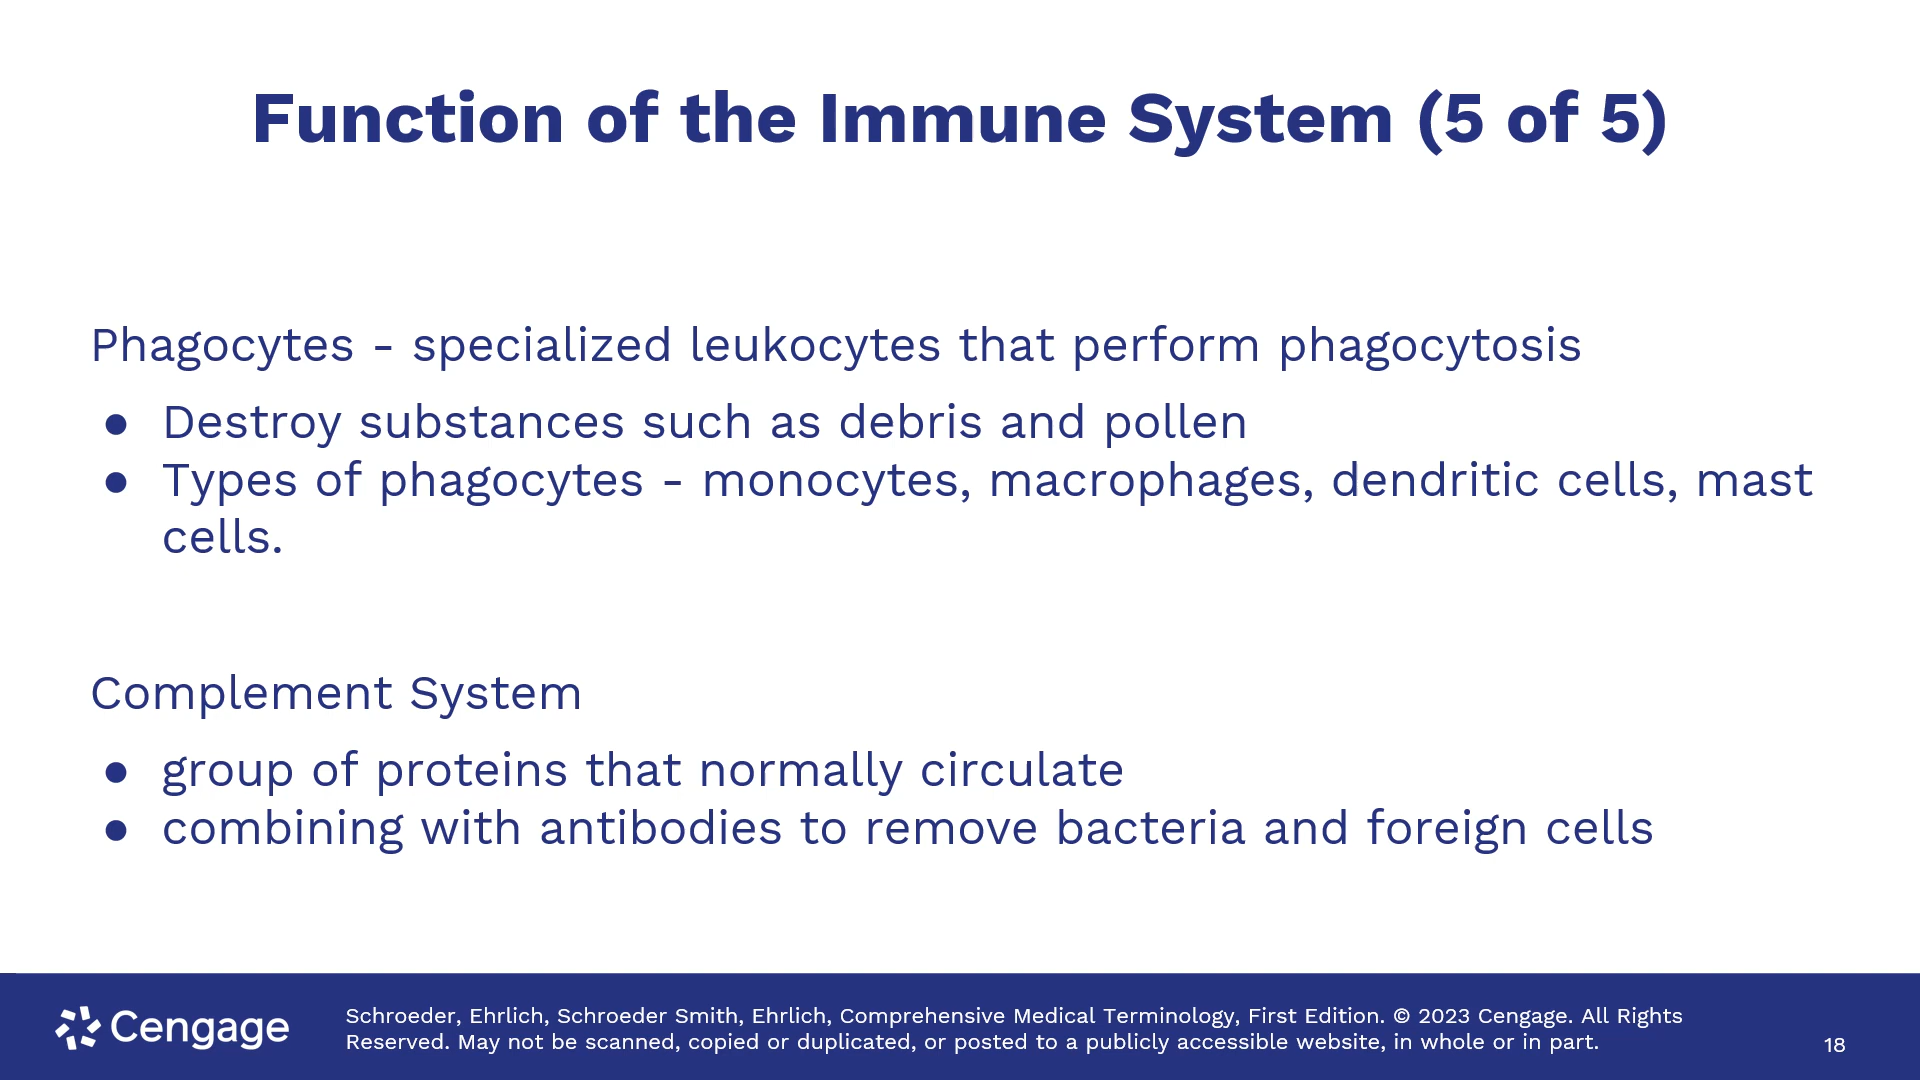 Function of the Immune System (5 of 5)
Phagocytes - specialized leukocytes that perform phagocytosis
● Destroy substances such as debris and pollen
● Types of phagocytes - monocytes, macrophages, dendritic cells, mast
cells.
Complement System
● group of proteins that normally circulate
● combining with antibodies to remove bacteria and foreign cells
Cengage
Schroeder, Ehrlich, Schroeder Smith, Ehrlich, Comprehensive Medical Terminology, First Edition. © 2023 Cengage. All Rights
Reserved. May not be scanned, copied or duplicated, or posted to a publicly accessible website, in whole or in part.
18